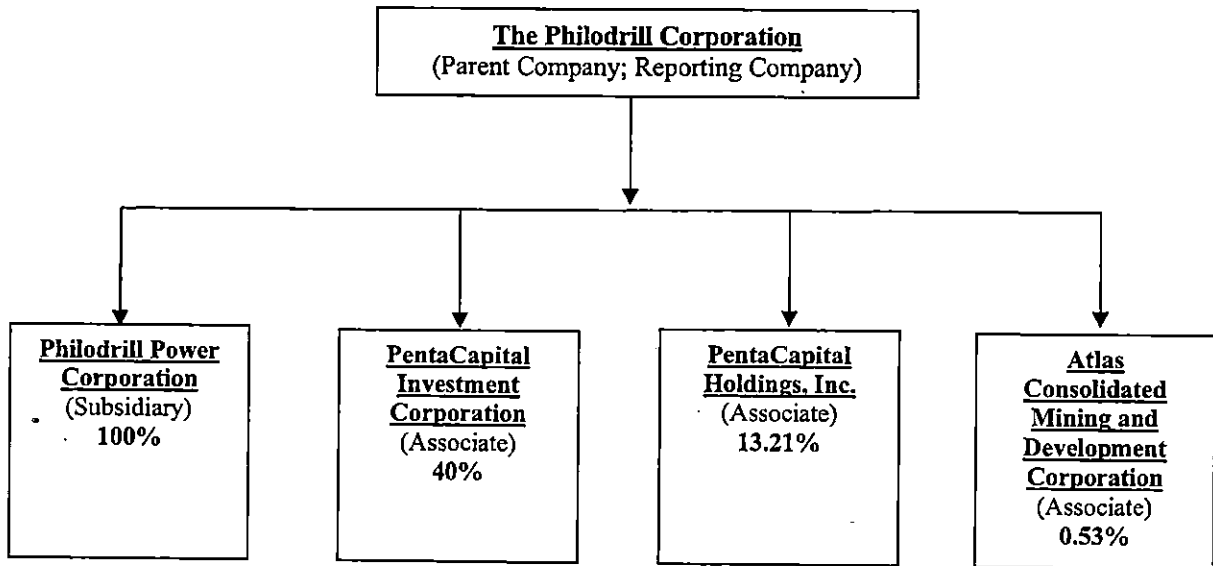 The Philodrill Corporation
(Parent Company; Reporting Company)
Philodrill Power
Corporation
(Subsidiary)
100%
PentaCapital
Investment
Corporation
(Associate)
40%
PentaCapital
Holdings, Inc.
(Associate)
13.21%
Atlas
Consolidated
Mining and
Development
Corporation
(Associate)
0.53%